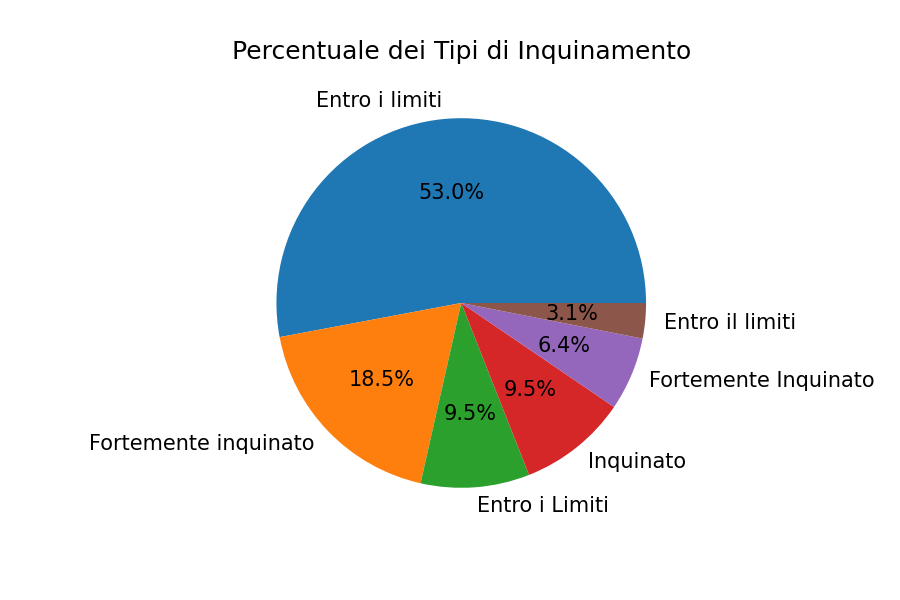 Percentuale dei Tipi di Inquinamento
Entro i limiti
53.0%
3.1%
Entro il limiti
6.4%
Fortemente Inquinato
18.5%
9.5%
9.5%
Fortemente inquinato
Inquinato
Entro i Limiti